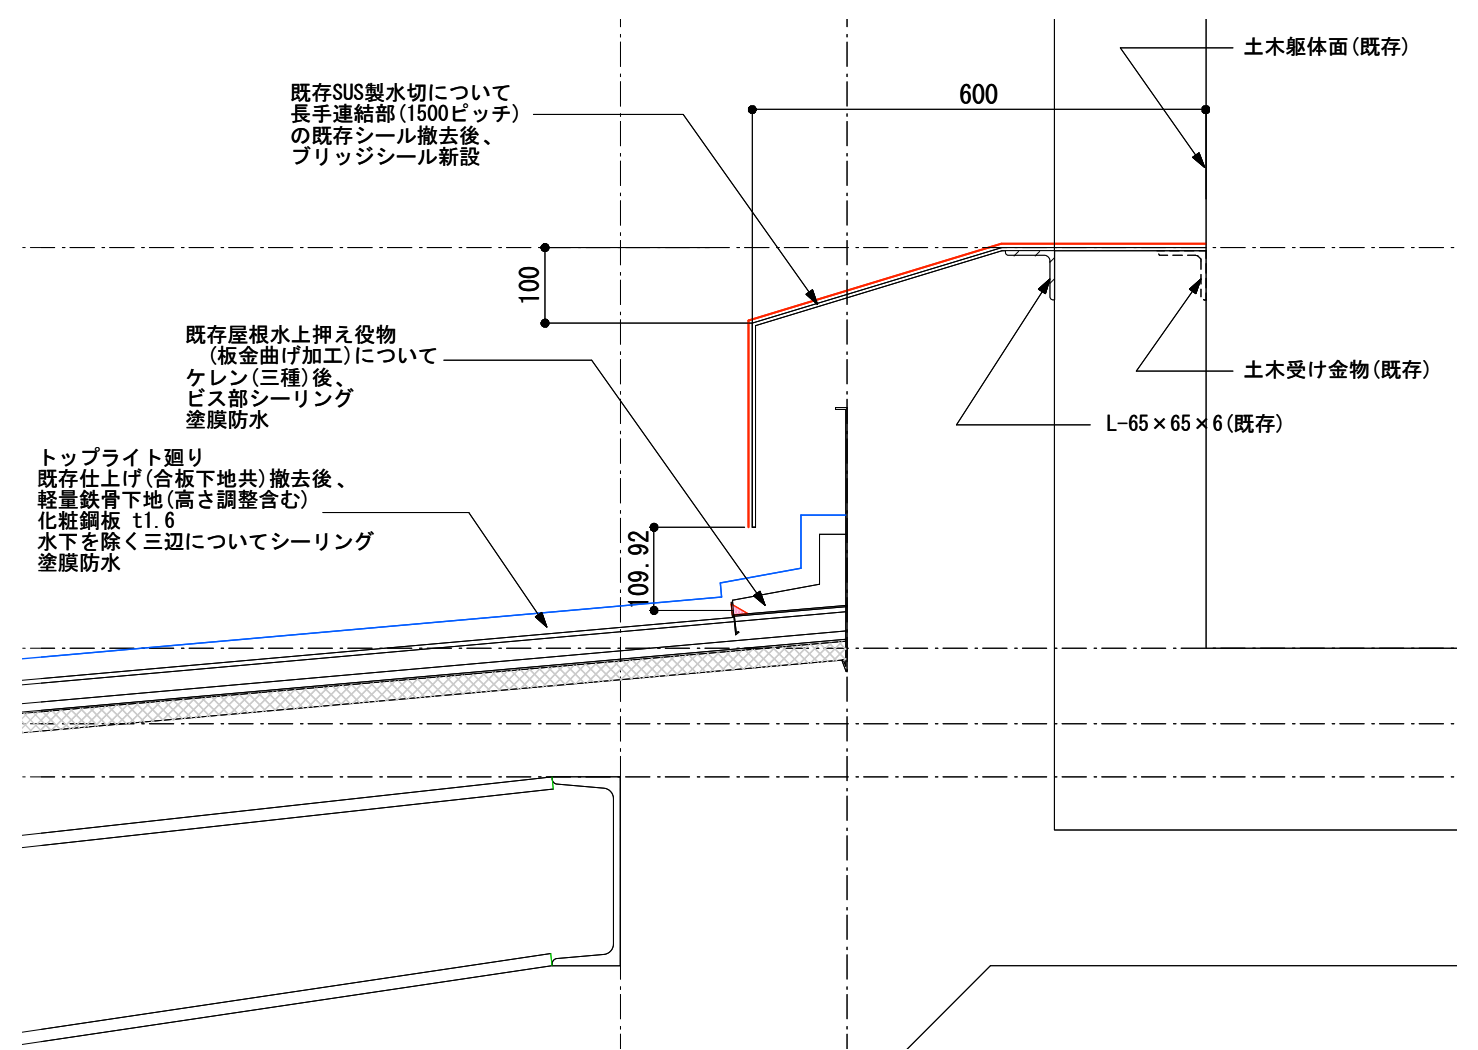 土木躯体面(既存)
600
既存SUS製水切について
長手連結部(1500ピッチ)
の既存シール撤去後、
ブリッジシール新設
100
既存屋根水上押え役物
(板金曲げ加工)について
ケレン(三種)後、
ビス部シーリング
塗膜防水
土木受け金物(既存)
L-65×65×6(既存)
トップライト廻り
既存仕上げ(合板下地共)撤去後、
軽量鉄骨下地(高さ調整含む)
化粧鋼板 t1.6
水下を除く三辺についてシーリング
塗膜防水
109.92